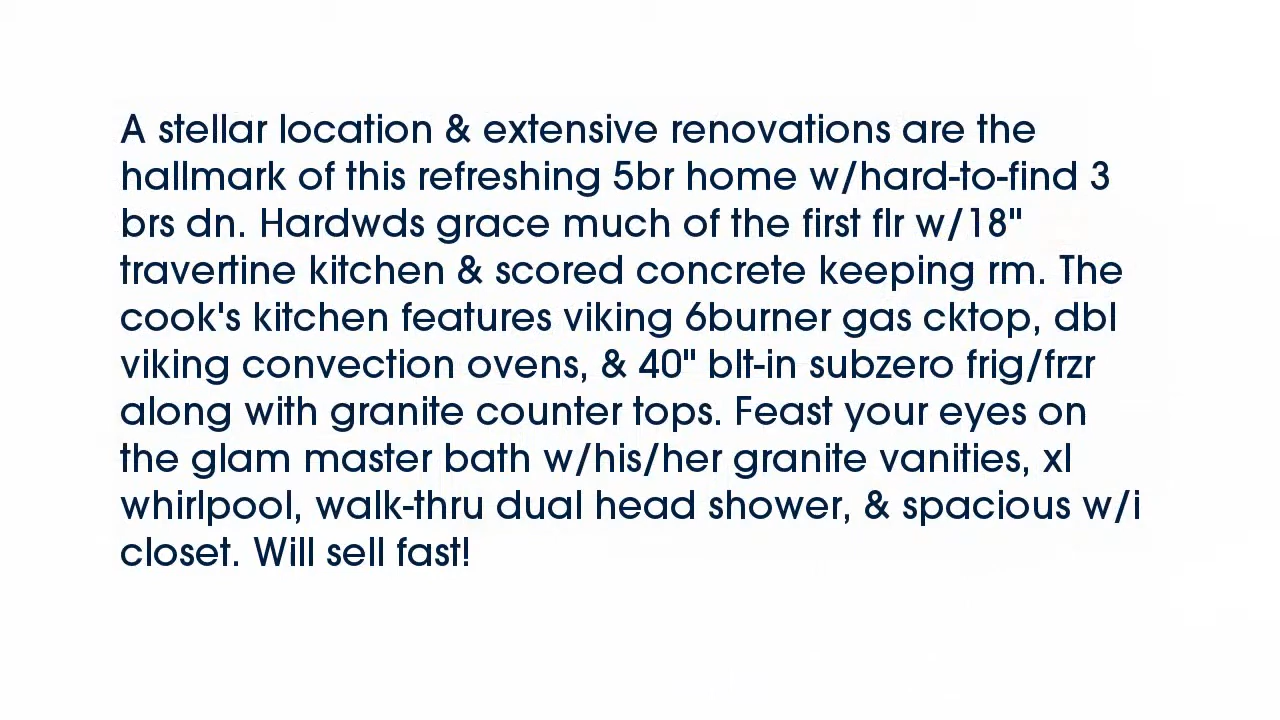 A stellar location & extensive renovations are the
hallmark of this refreshing 5br home w/hard-to-find 3
brs dn. Hardwds grace much of the first flr w/18"
travertine kitchen & scored concrete keeping rm. The
cook's kitchen features viking 6burner gas cktop, dbl
viking convection ovens, & 40" blt-in subzero frig/frzr
along with granite counter tops. Feast your eyes on
the glam master bath w/his/her granite vanities, xl
whirlpool, walk-thru dual head shower, & spacious w/i
closet. Will sell fast!